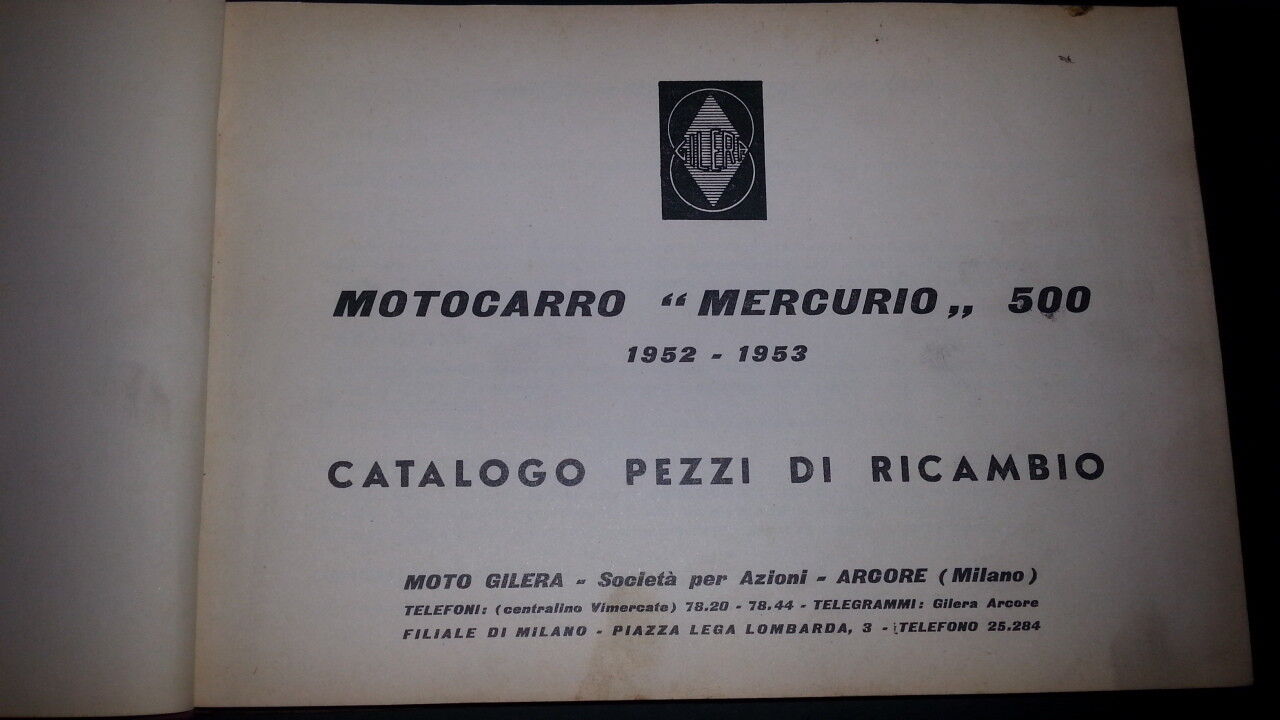 GILERA
MOTOCARRO “MERCURIO„ 500
1952 - 1953
CATALOGO PEZZI DI RICAMBIO
MOTO GILERA - Società per Azioni - ARCORE (Milano)
TELEFONI: (centralino Vimercate) 78.20 - 78.44 - TELEGRAMMI: Gilera Arcore
FILIALE DI MILANO - PIAZZA LEGA LOMBARDA, 3 - TELEFONO 25.284